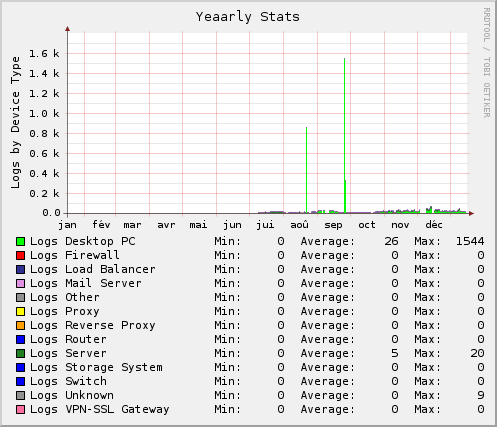 Yeaarly Stats
RRDTOOL / TOBI OETIKER
Logs by Device Type
1.6 k
1.4 k
1.2 k
1.0 k
0.8 k
0.6 k
0.4 k
0.2 k
0.0
jan fév mar avr mai jun jui aoû sep oct nov déc
Logs Desktop PC Min: 0 Average: 26 Max: 1544
Logs Firewall Min: 0 Average: 0 Max: 0
Logs Load Balancer Min: 0 Average: 0 Max: 0
Logs Mail Server Min: 0 Average: 0 Max: 0
Logs Other Min: 0 Average: 0 Max: 0
Logs Proxy Min: 0 Average: 0 Max: 0
Logs Reverse Proxy Min: 0 Average: 0 Max: 0
Logs Router Min: 0 Average: 0 Max: 0
Logs Server Min: 0 Average: 5 Max: 20
Logs Storage System Min: 0 Average: 0 Max: 0
Logs Switch Min: 0 Average: 0 Max: 0
Logs Unknown Min: 0 Average: 0 Max: 9
Logs VPN-SSL Gateway Min: 0 Average: 0 Max: 0